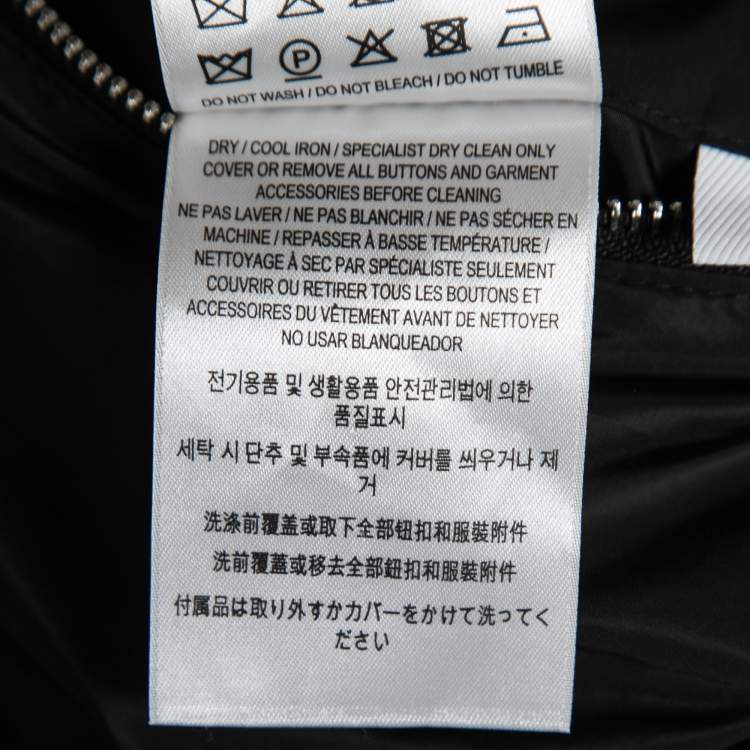 P
DO NOT WASH / DO NOT BLEACH / DO NOT TUMBLE
DRY / COOL IRON / SPECIALIST DRY CLEAN ONLY
COVER OR REMOVE ALL BUTTONS AND GARMENT
ACCESSORIES BEFORE CLEANING
NE PAS LAVER / NE PAS BLANCHIR / NE PAS SÉCHER EN
MACHINE / REPASSER À BASSE TEMPÉRATURE /
NETTOYAGE À SEC PAR SPÉCIALISTE SEULEMENT
COUVRIR OU RETIRER TOUS LES BOUTONS ET
ACCESSOIRES DU VÊTEMENT AVANT DE NETTOYER
NO USAR BLANQUEADOR
전기용품 및 생활용품 안전관리법에 의한
품질표시
세탁 시 단추 및 부속품에 커버를 씌우거나 제
거
洗涤前覆盖或取下全部鈕扣和服裝附件
洗前覆蓋或移去全部鈕扣和服裝附件
付属品は取り外すかカバーをかけて洗ってく
ださい